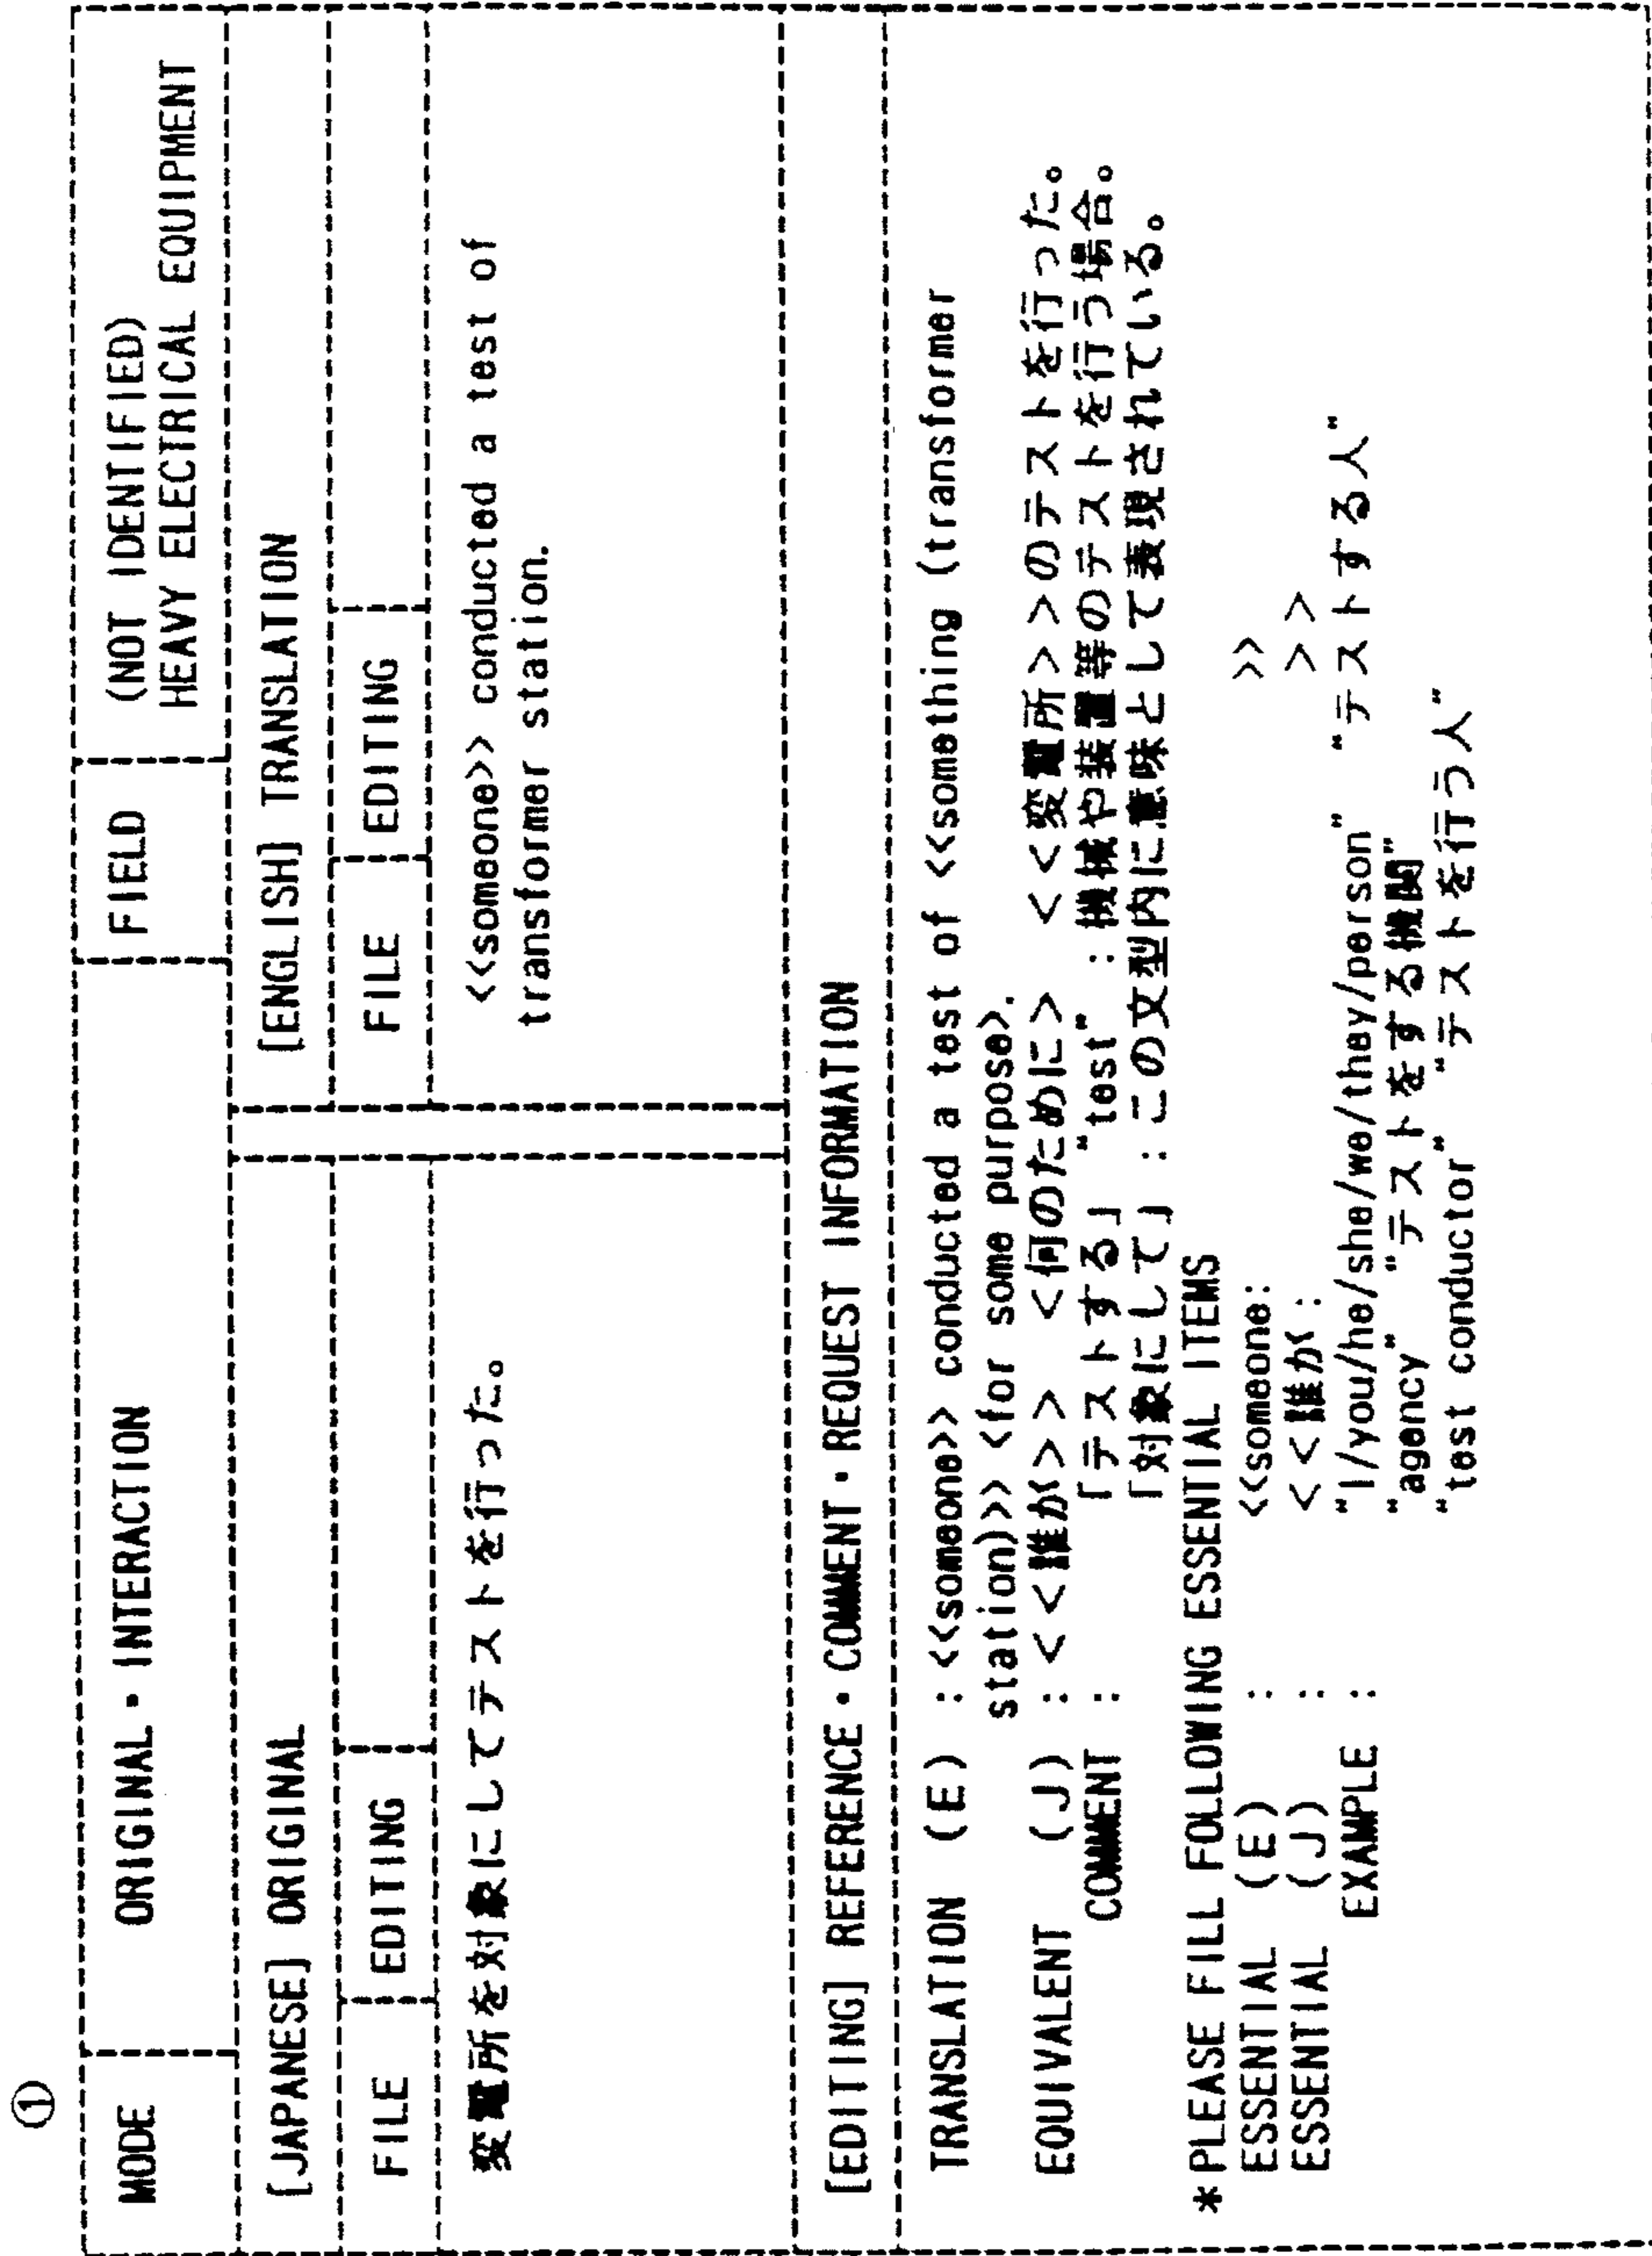 ①
MODE ORIGINAL・INTERACTION FIELD (NOT IDENTIFIED)
HEAVY ELECTRICAL EQUIPMENT
[JAPANESE] ORIGINAL [ENGLISH] TRANSLATION
FILE EDITING FILE EDITING
変電所を対象にしてテストを行った。
<<someone>> conducted a test of
transformer station.
[EDITING] REFERENCE・COMMENT・REQUEST INFORMATION
TRANSLATION (E) : <<someone>> conducted a test of <<something (transformer
station)>> <for some purpose>.
EQUIVALENT (J) : <<誰が>> <何のために> <<変電所>>のテストを行った。
COMMENT : 「テストする」 "test" : 機械や装置等のテストを行う場合。
「対象にして」 : この文型内に意味として表現されている。
*PLEASE FILL FOLLOWING ESSENTIAL ITEMS
ESSENTIAL (E) : <<someone: >>
ESSENTIAL (J) : <<誰が : >>
EXAMPLE : "I/you/he/she/we/they/person" "テストする人"
"agency" "テストをする機関"
"test conductor" "テストを行う人"